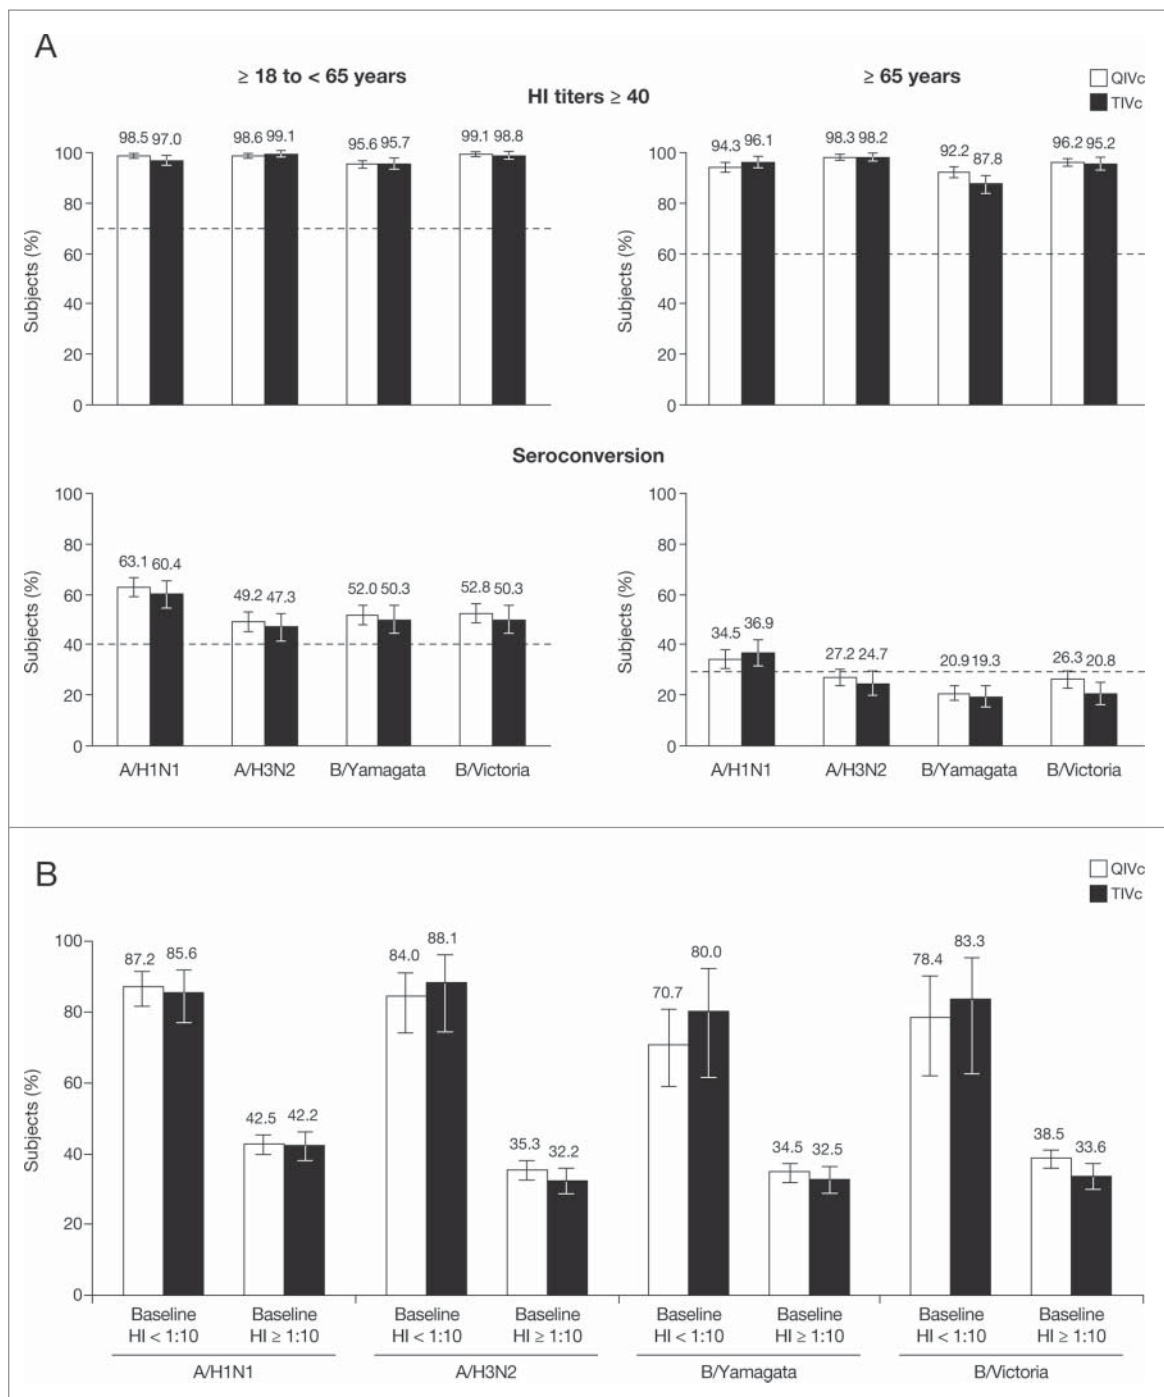 A
≥ 18 to < 65 years
≥ 65 years
HI titers ≥ 40
QIVc
TIVc
98.5 97.0 98.6 99.1 95.6 95.7 99.1 98.8
94.3 96.1 98.3 98.2 92.2 87.8 96.2 95.2
100
80
60
40
20
0
Subjects (%)
100
80
60
40
20
0
Subjects (%)
Seroconversion
100
80
60
40
20
0
Subjects (%)
63.1 60.4 49.2 47.3 52.0 50.3 52.8 50.3
A/H1N1 A/H3N2 B/Yamagata B/Victoria
100
80
60
40
20
0
Subjects (%)
34.5 36.9 27.2 24.7 20.9 19.3 26.3 20.8
A/H1N1 A/H3N2 B/Yamagata B/Victoria
B
QIVc
TIVc
100
80
60
40
20
0
Subjects (%)
87.2 85.6 42.5 42.2 84.0 88.1 35.3 32.2 70.7 80.0 34.5 32.5 78.4 83.3 38.5 33.6
Baseline Baseline Baseline Baseline Baseline Baseline Baseline Baseline
HI < 1:10 HI ≥ 1:10 HI < 1:10 HI ≥ 1:10 HI < 1:10 HI ≥ 1:10 HI < 1:10 HI ≥ 1:10
A/H1N1 A/H3N2 B/Yamagata B/Victoria